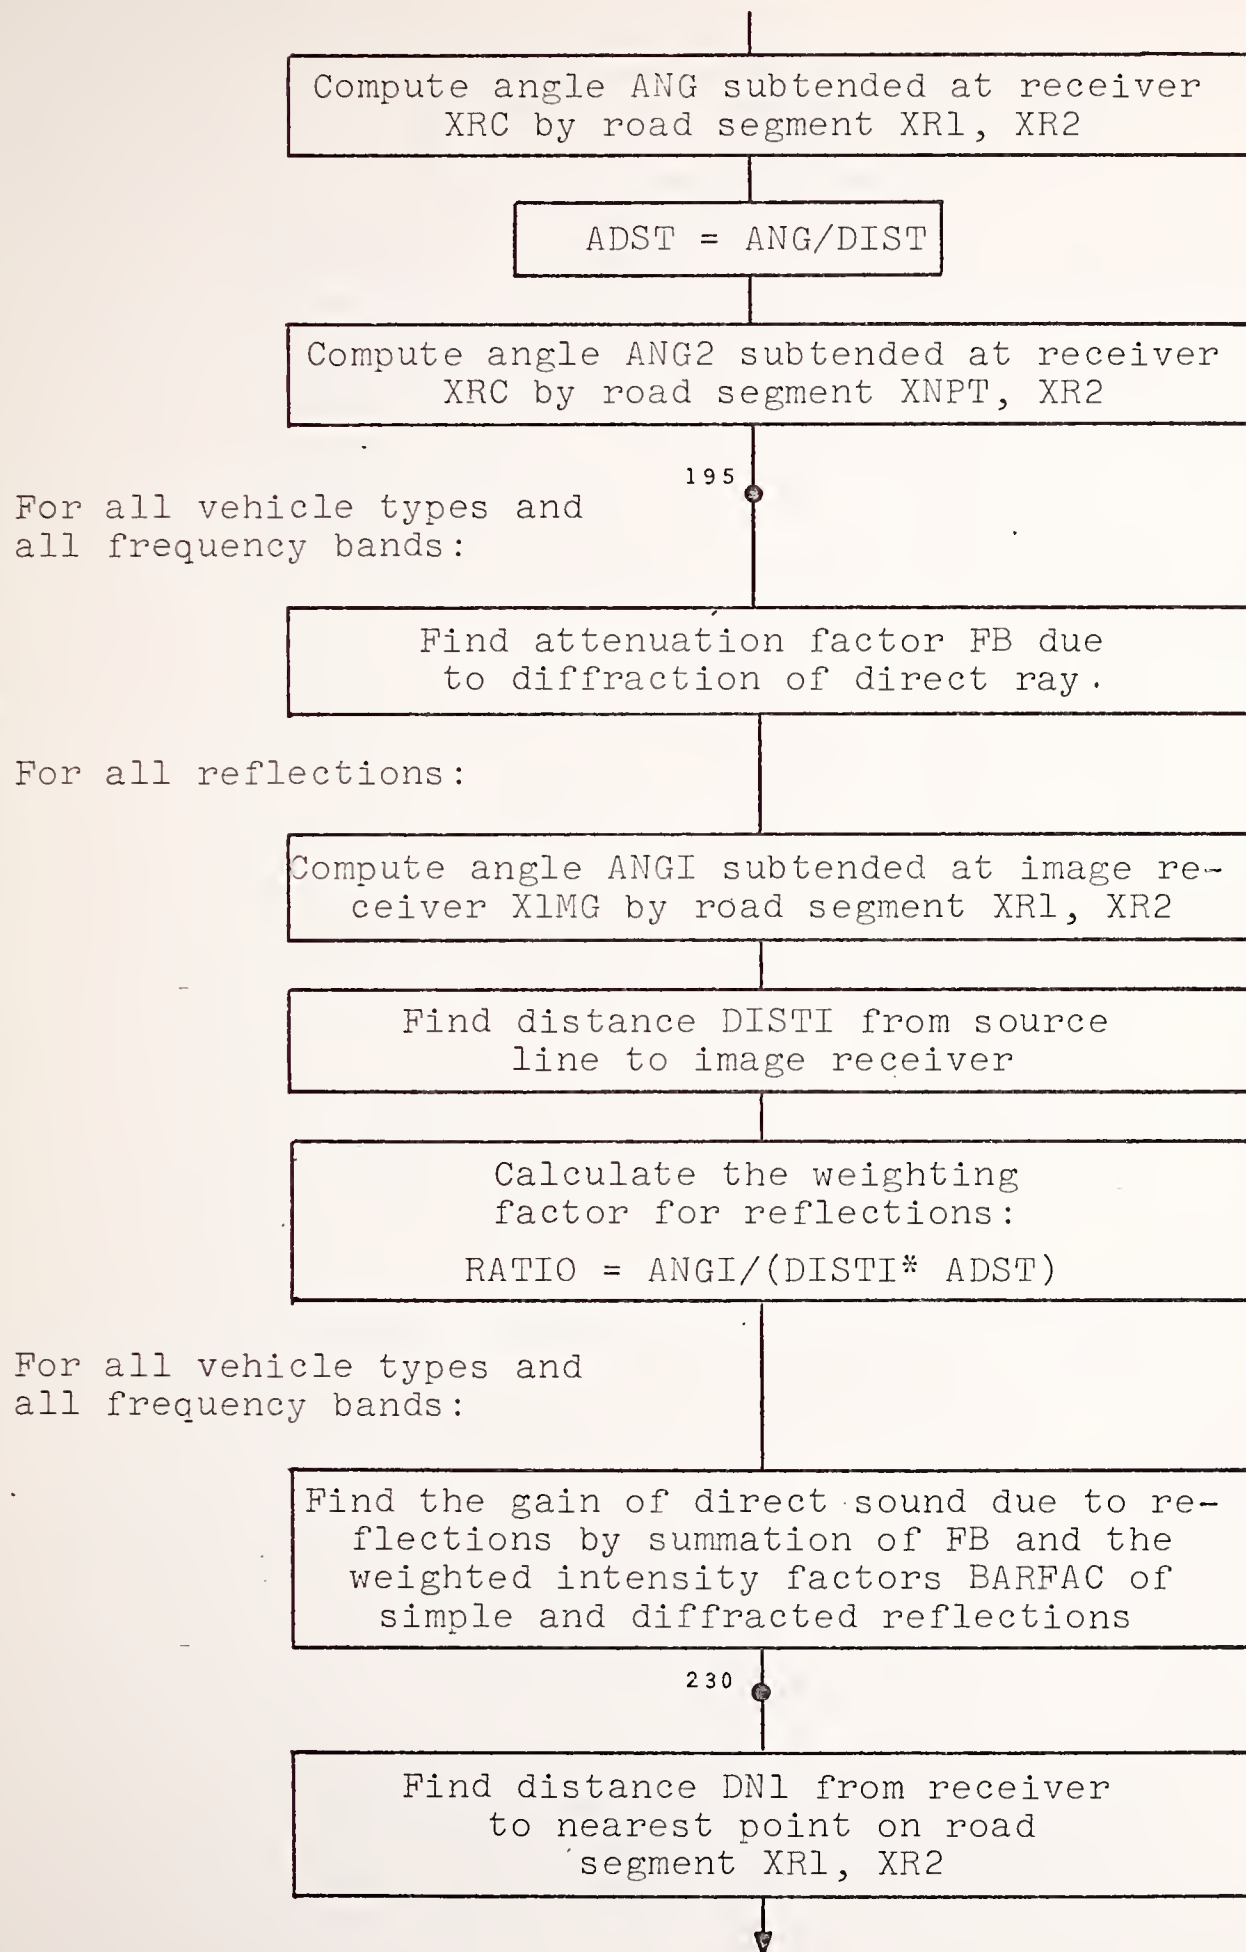 Compute angle ANG subtended at receiver
XRC by road segment XR1, XR2
ADST = ANG/DIST
Compute angle ANG2 subtended at receiver
XRC by road segment XNPT, XR2
195
For all vehicle types and
all frequency bands:
Find attenuation factor FB due
to diffraction of direct ray.
For all reflections:
Compute angle ANGI subtended at image re-
ceiver X1MG by road segment XR1, XR2
Find distance DISTI from source
line to image receiver
Calculate the weighting
factor for reflections:
RATIO = ANGI/(DISTI* ADST)
For all vehicle types and
all frequency bands:
Find the gain of direct sound due to re-
flections by summation of FB and the
weighted intensity factors BARFAC of
simple and diffracted reflections
230
Find distance DN1 from receiver
to nearest point on road
segment XR1, XR2